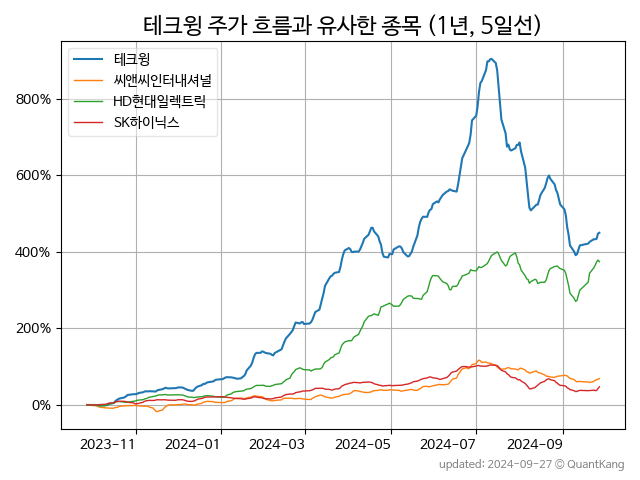 테크윙 주가 흐름과 유사한 종목 (1년, 5일선)
테크윙
씨앤씨인터내셔널
HD현대일렉트릭
SK하이닉스
800%
600%
400%
200%
0%
2023-11 2024-01 2024-03 2024-05 2024-07 2024-09
updated: 2024-09-27 @ QuantKang